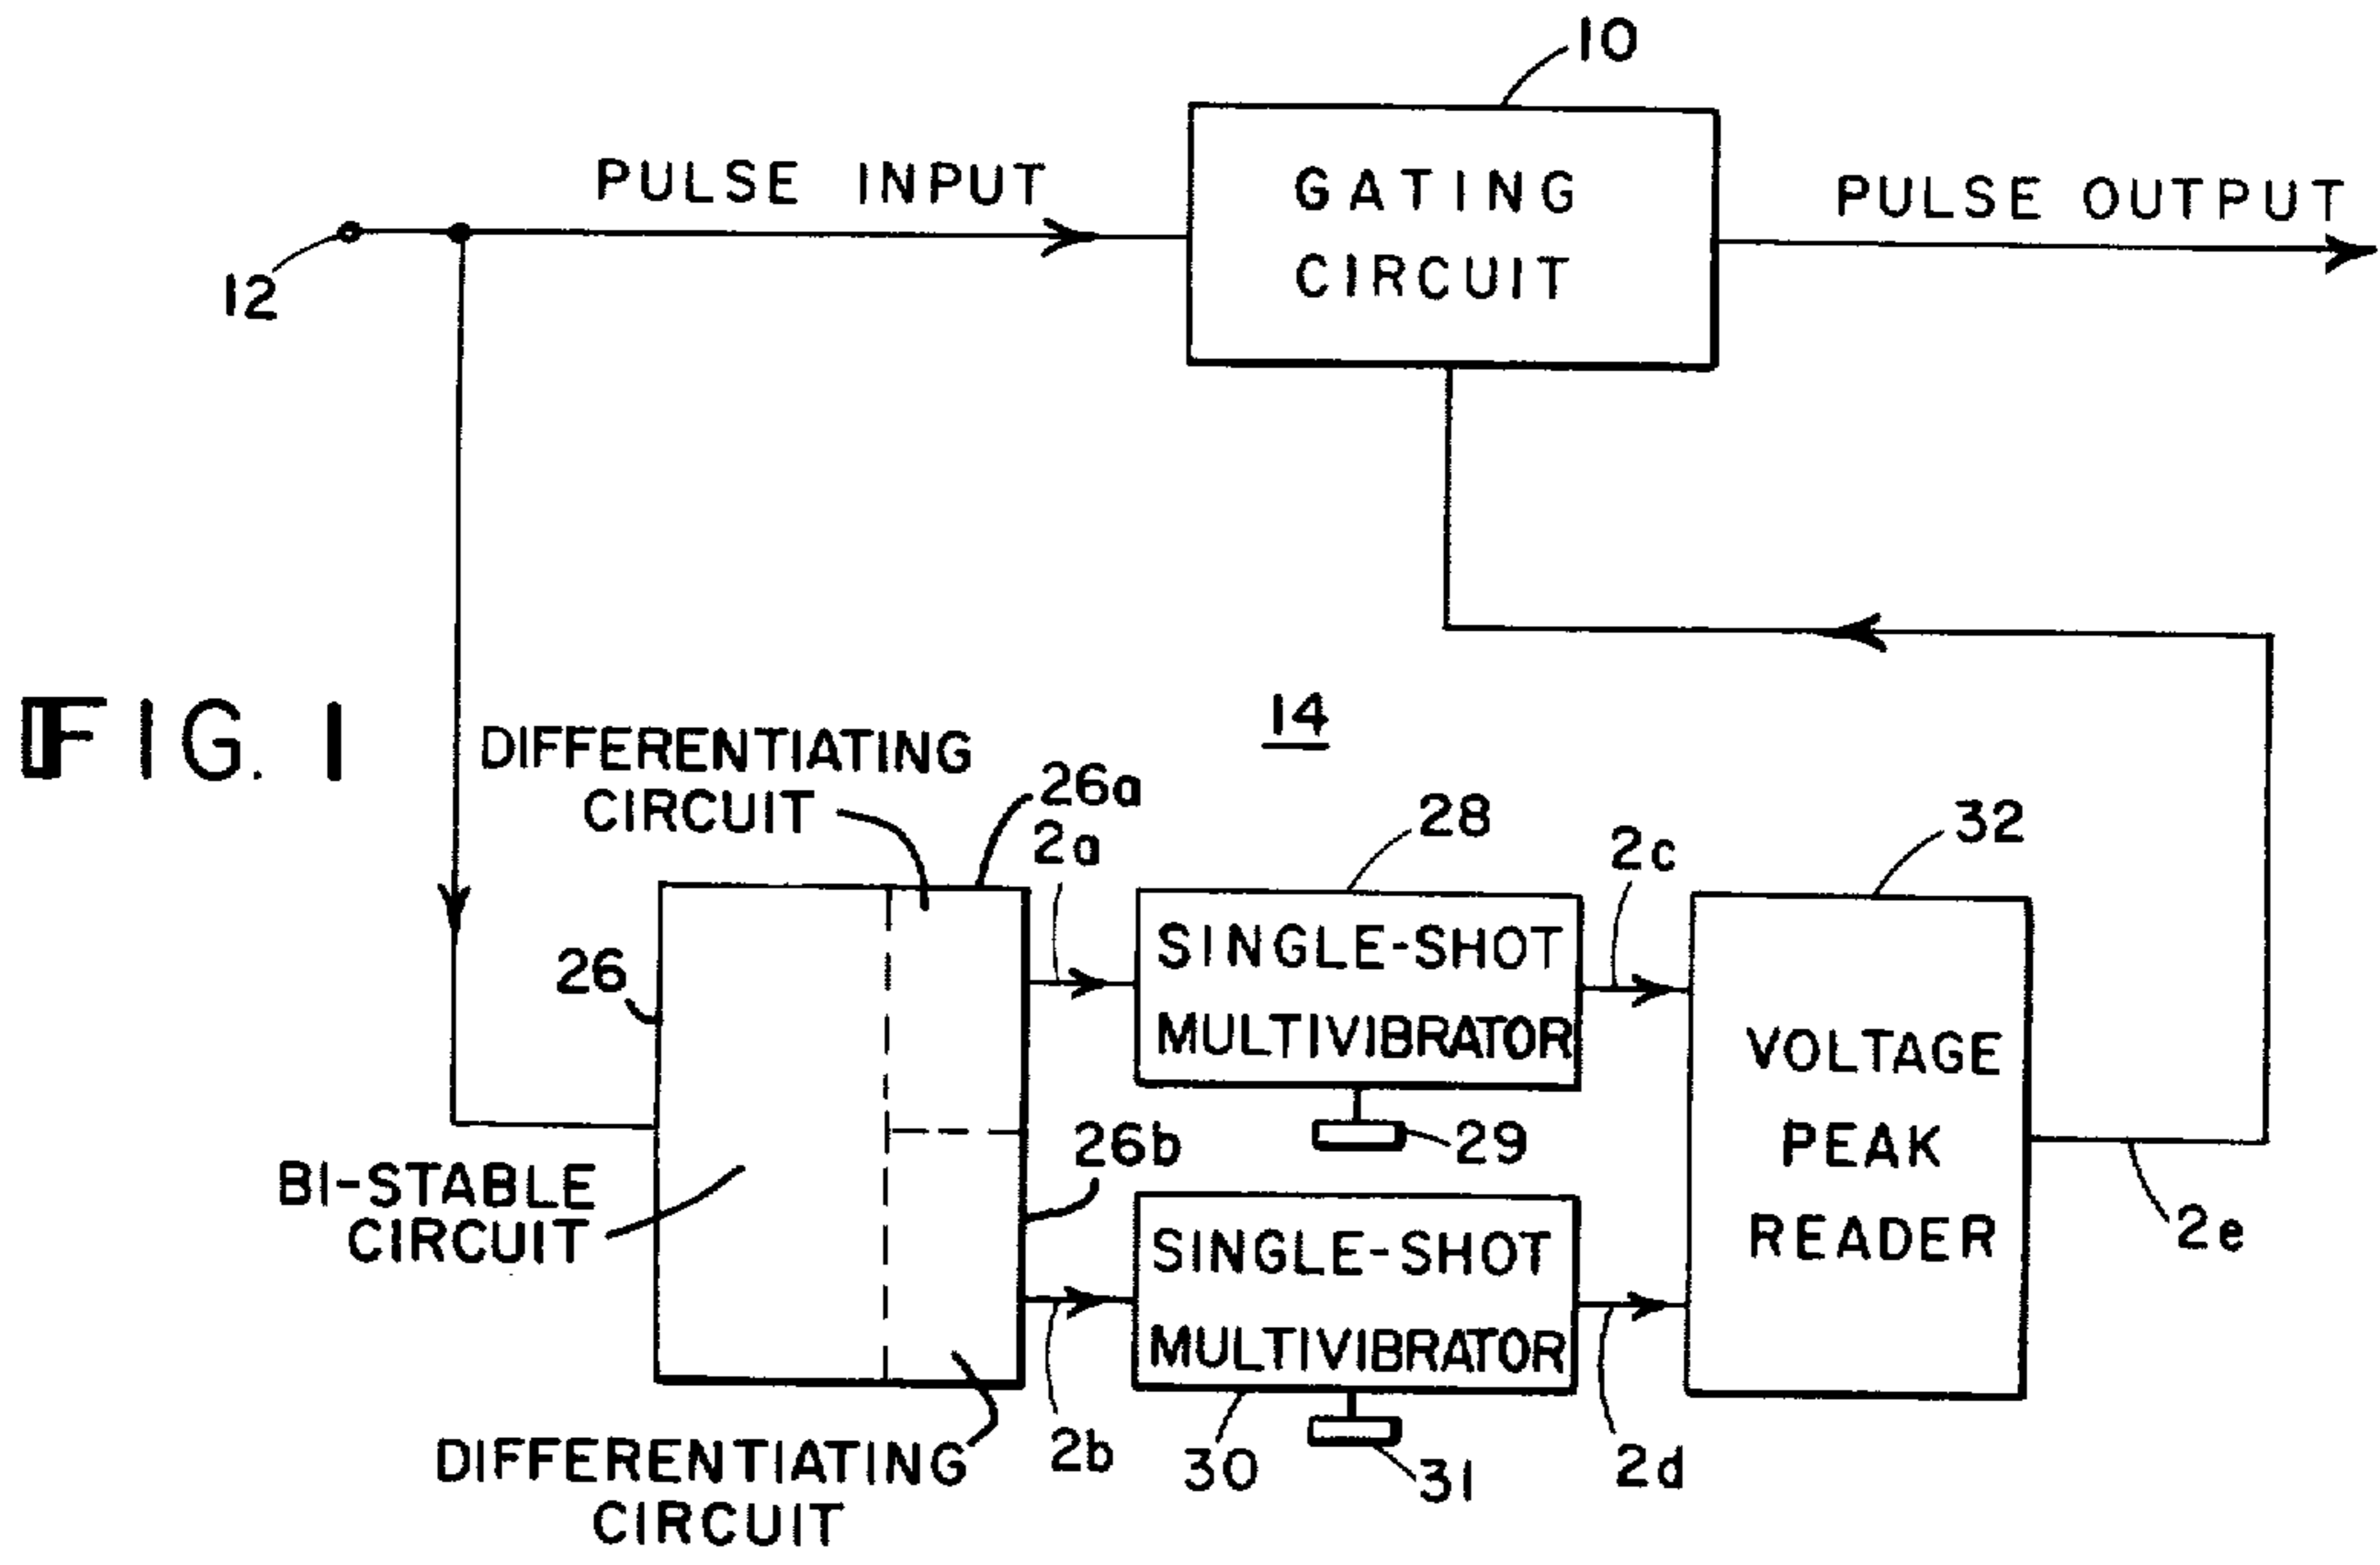 10
PULSE INPUT
GATING
CIRCUIT
PULSE OUTPUT
12
FIG. 1
14
DIFFERENTIATING
CIRCUIT
26a
2a
28
2c
32
26
SINGLE-SHOT
MULTIVIBRATOR
29
VOLTAGE
PEAK
READER
26b
BI-STABLE
CIRCUIT
SINGLE-SHOT
MULTIVIBRATOR
2e
DIFFERENTIATING
CIRCUIT
2b
30
31
2d